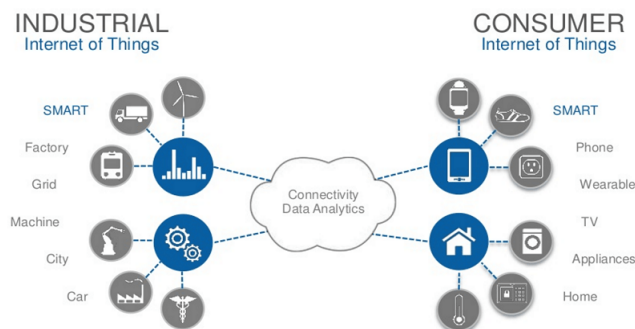 INDUSTRIAL
Internet of Things
SMART
Factory
Grid
Machine
City
Car
Connectivity
Data Analytics
CONSUMER
Internet of Things
SMART
Phone
Wearable
TV
Appliances
Home